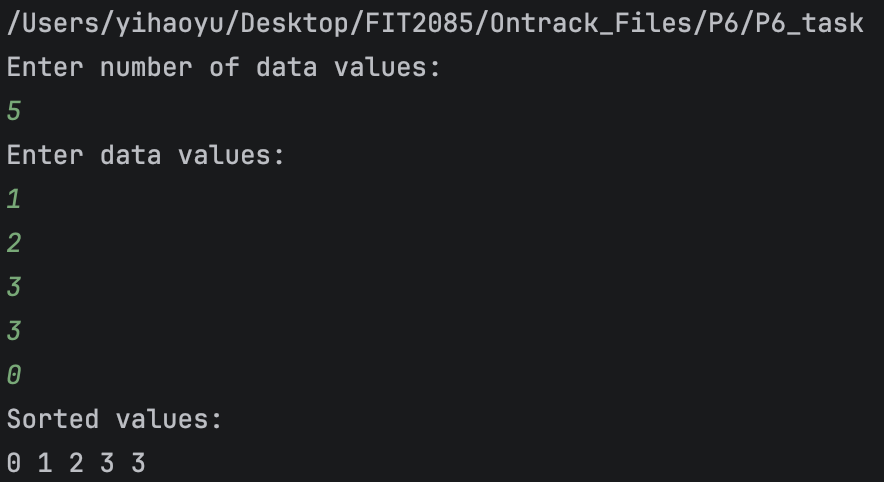 /Users/yihaoyu/Desktop/FIT2085/Ontrack_Files/P6/P6_task
Enter number of data values:
5
Enter data values:
1
2
3
3
0
Sorted values:
0 1 2 3 3